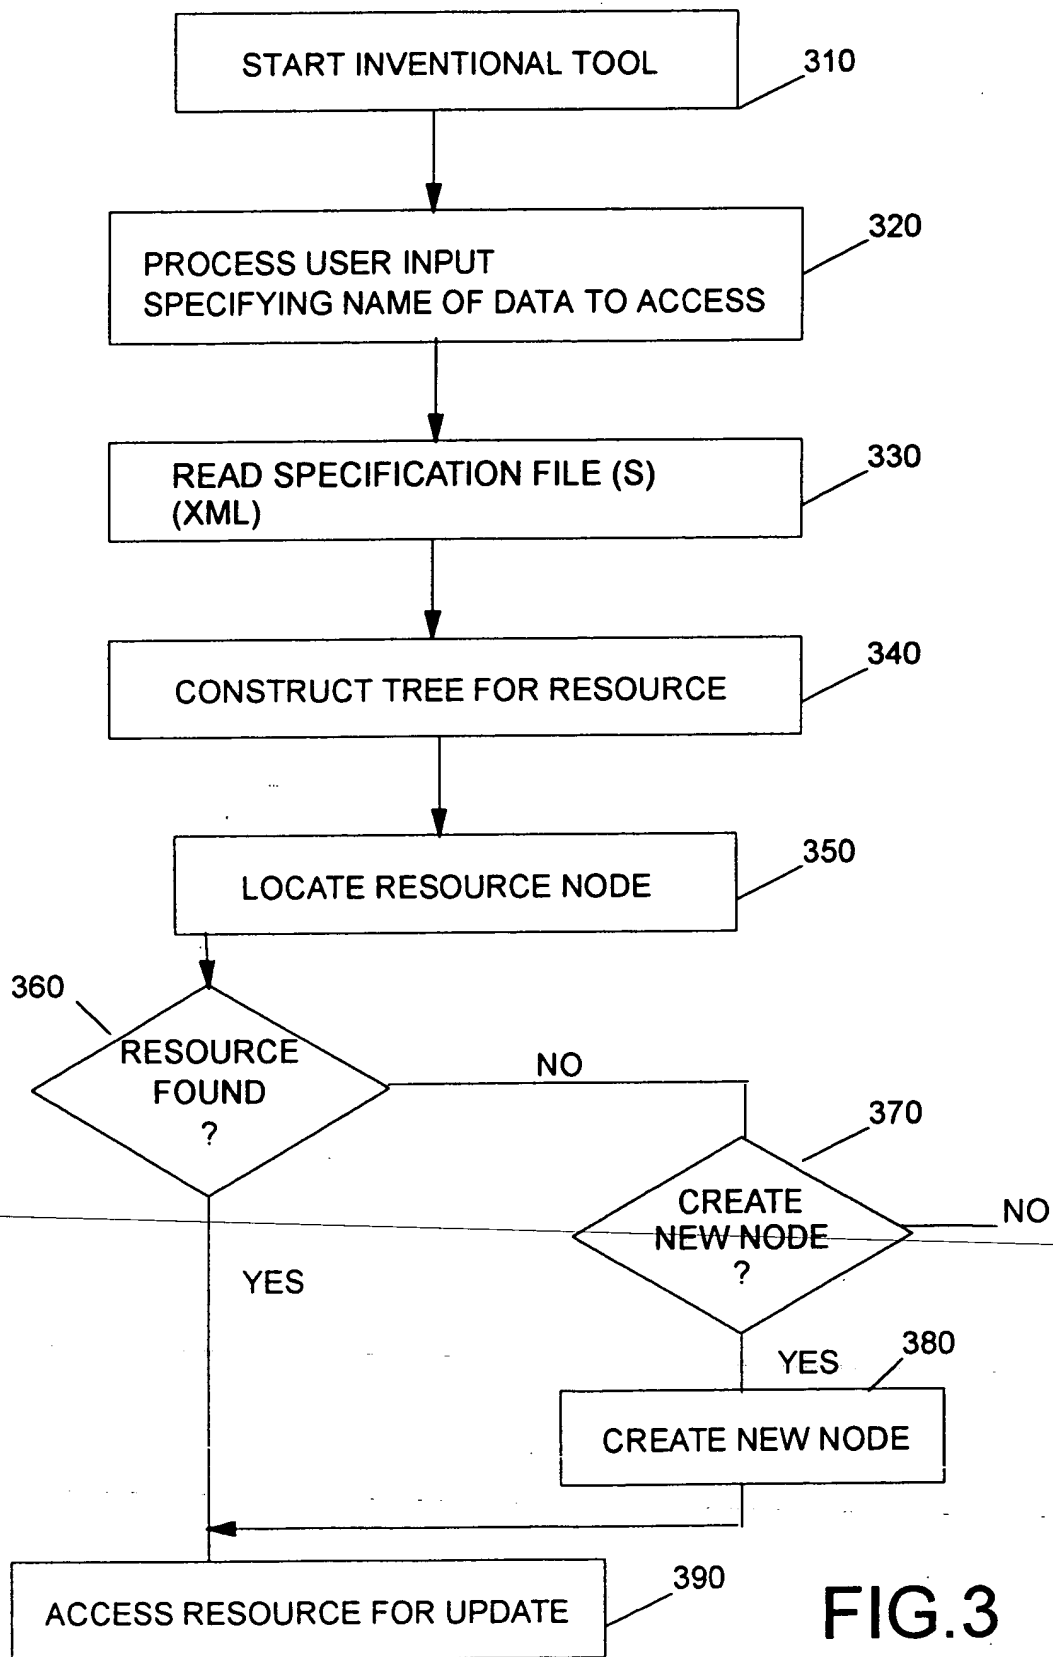 START INVENTIONAL TOOL
310
320
PROCESS USER INPUT
SPECIFYING NAME OF DATA TO ACCESS
330
READ SPECIFICATION FILE (S)
(XML)
340
CONSTRUCT TREE FOR RESOURCE
350
LOCATE RESOURCE NODE
360
RESOURCE
FOUND
?
NO
370
CREATE
NEW NODE
?
NO
YES
YES
380
CREATE NEW NODE
390
ACCESS RESOURCE FOR UPDATE
FIG.3